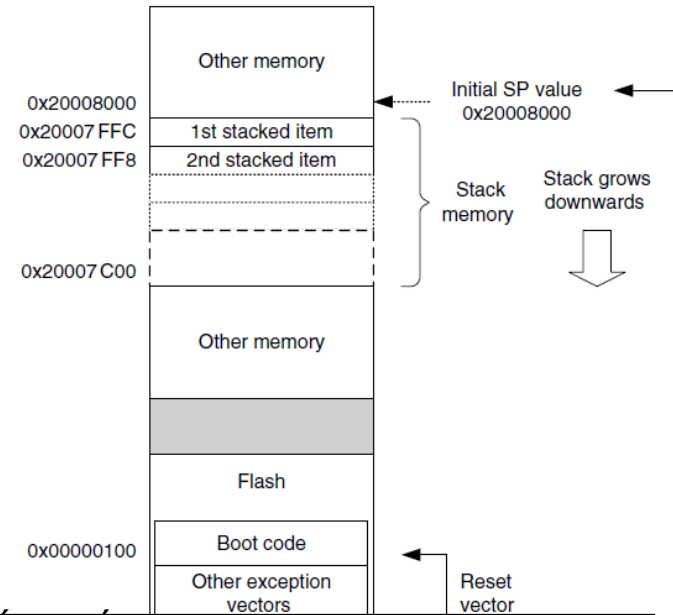 Other memory
Initial SP value
0x20008000
0x20008000
0x20007FFC
1st stacked item
0x20007FF8
2nd stacked item
Stack
memory
Stack grows
downwards
0x20007C00
Other memory
Flash
0x00000100
Boot code
Other exception
vectors
Reset
vector